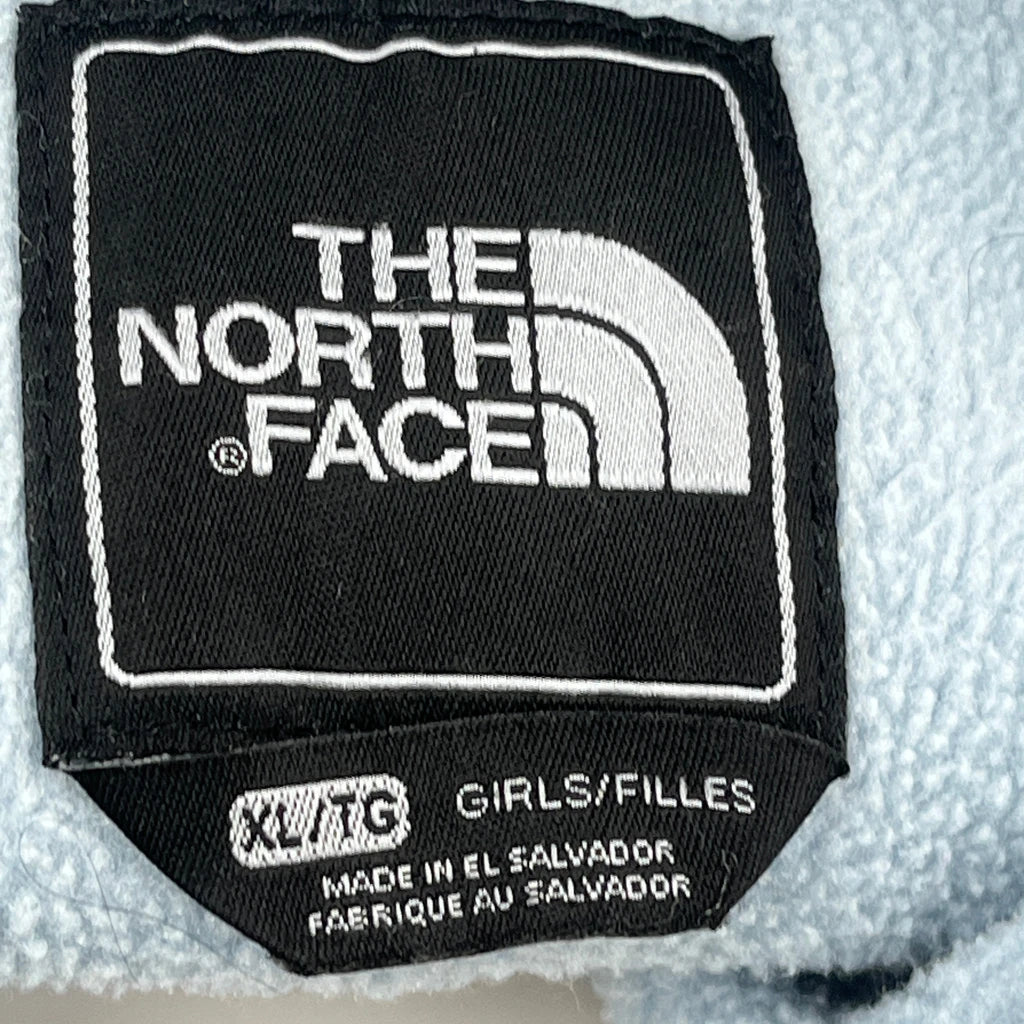 THE
NORTH
®FACE
XL/TG GIRLS/FILLES
MADE IN EL SALVADOR
FABRIQUE AU SALVADOR